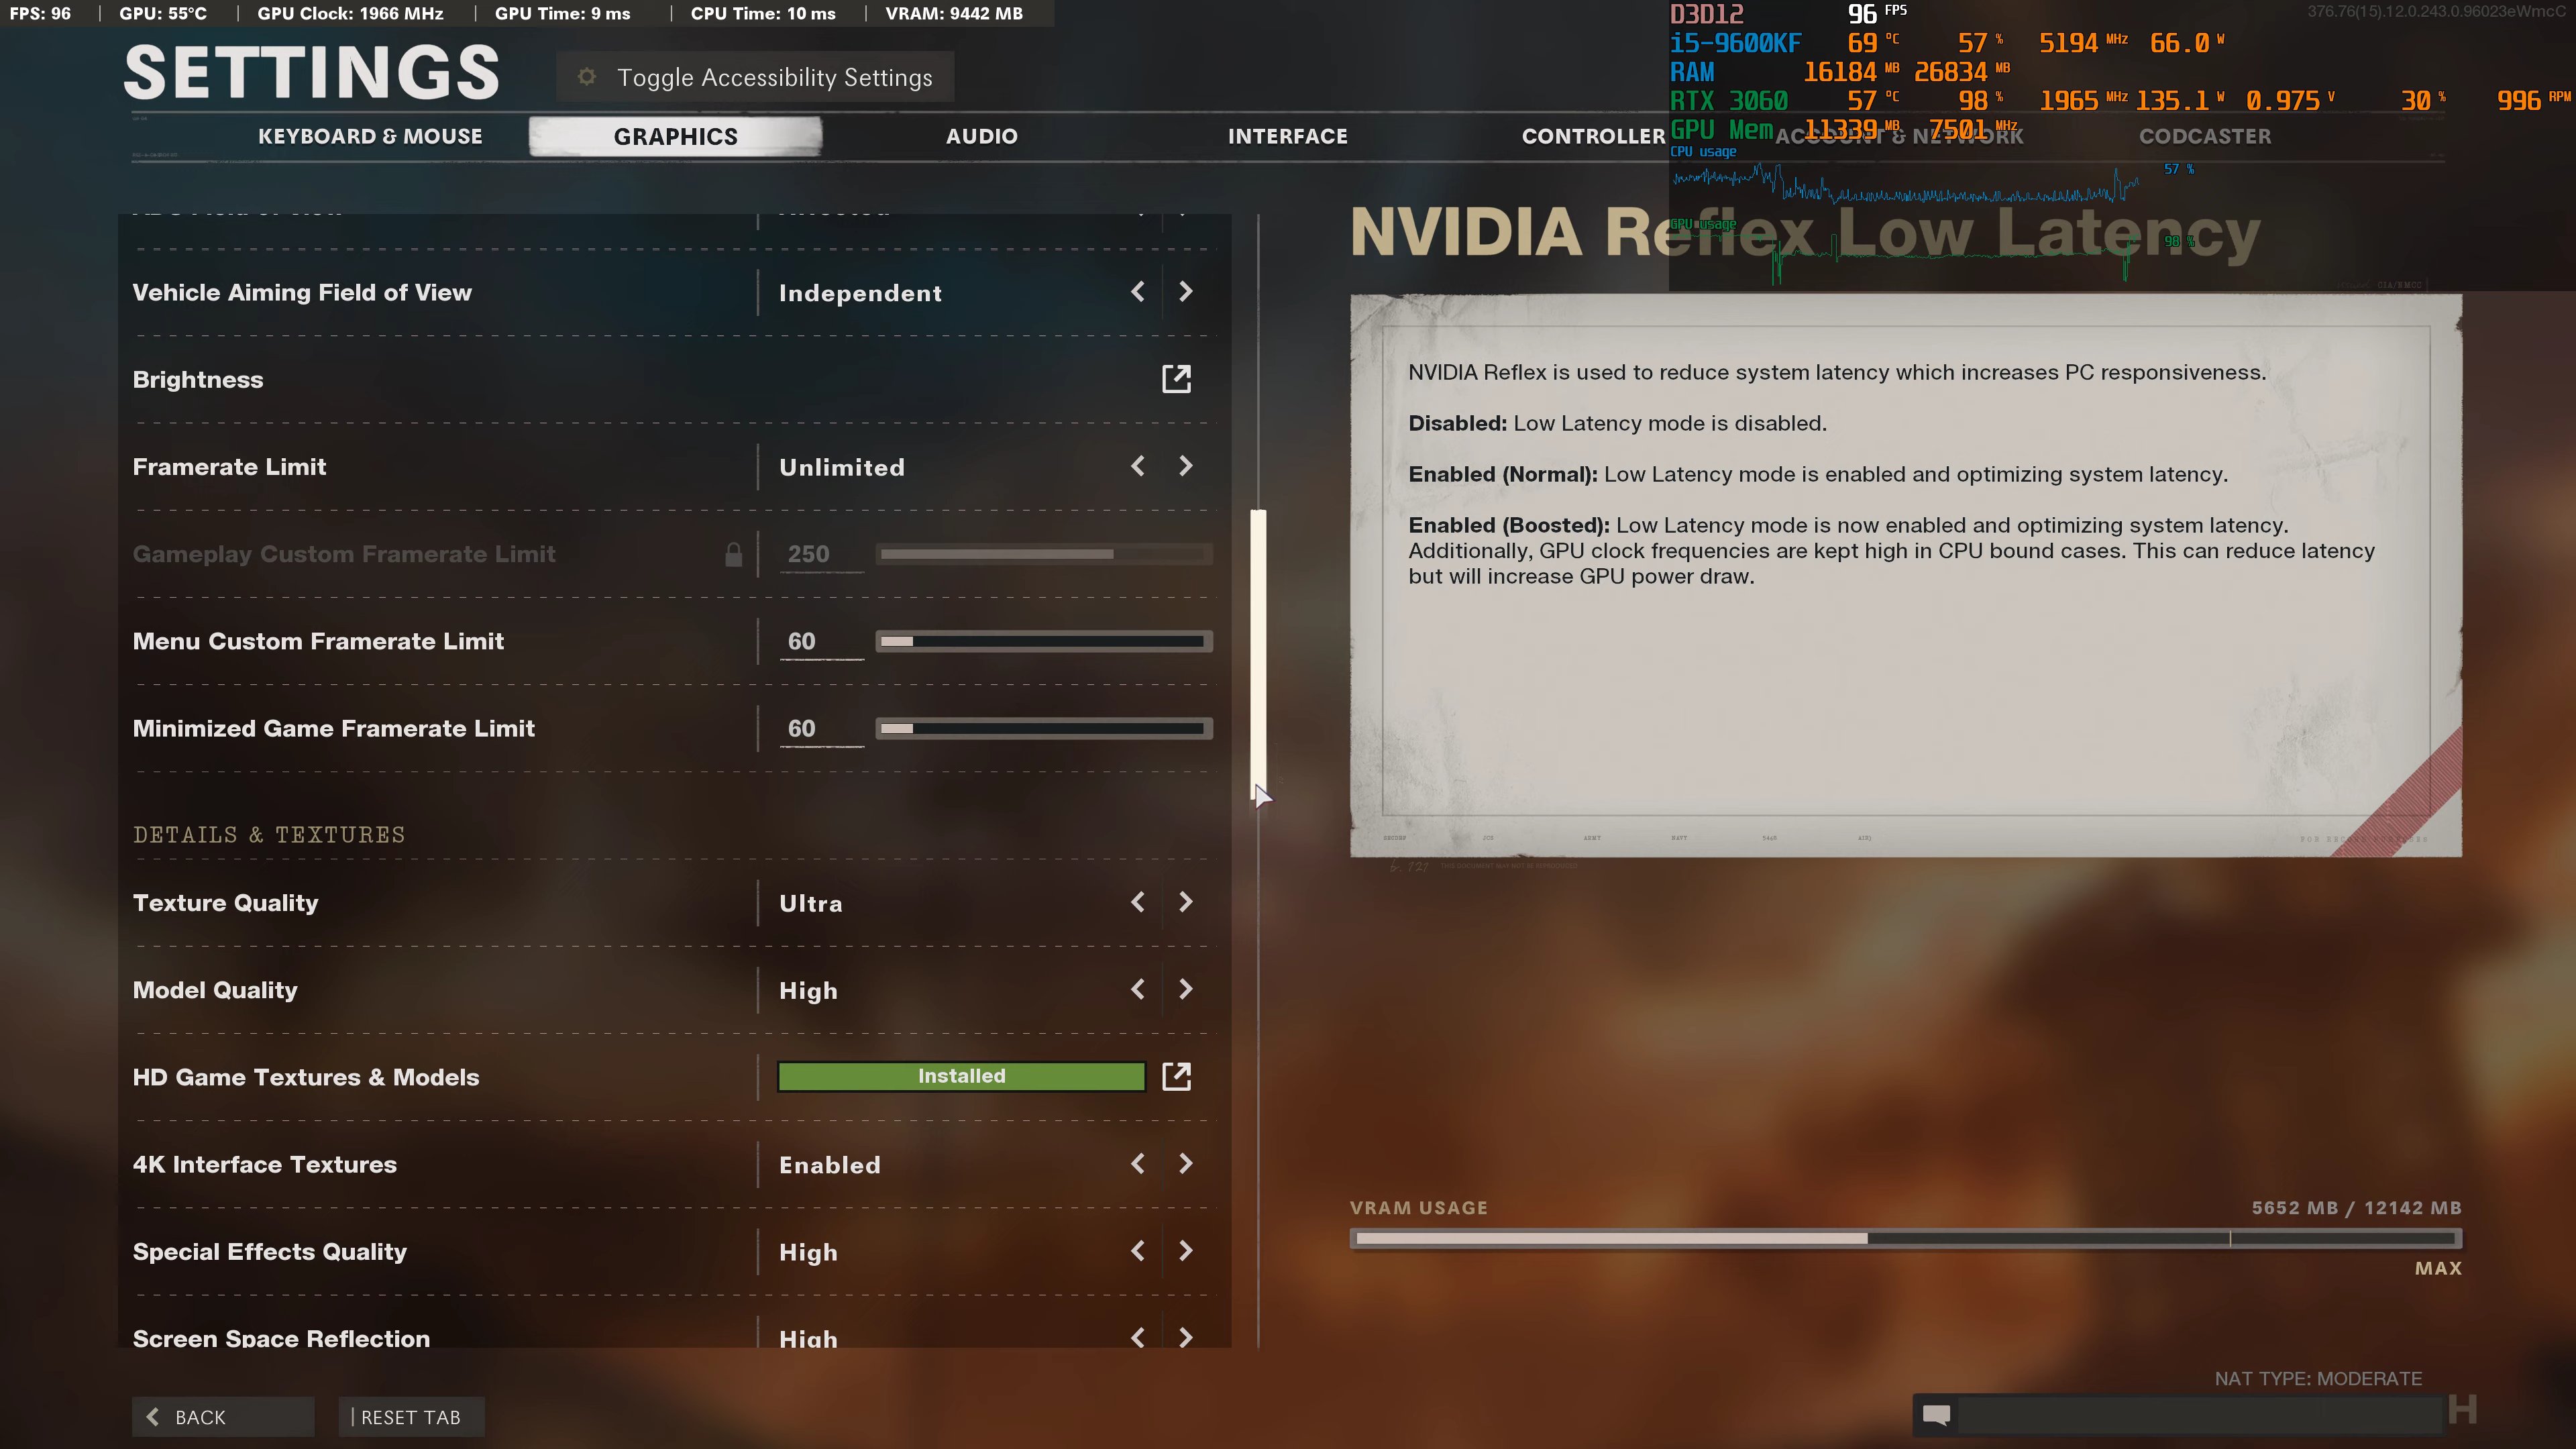 FPS: 96 | GPU: 55°C | GPU Clock: 1966 MHz | GPU Time: 9 ms | CPU Time: 10 ms | VRAM: 9442 MB
376.76(15).12.0.243.0.96023eWmcC
D3D12 96 FPS
i5-9600KF 69 °C 57 % 5194 MHz 66.0 W
RAM 16184 MB 26834 MB
RTX 3060 57 °C 98 % 1965 MHz 135.1 W 0.975 V 30 % 996 RPM
GPU Mem 11339 MB 7501 MHz
CPU usage
57 %
GPU usage
98 %
SETTINGS
Toggle Accessibility Settings
KEYBOARD & MOUSE GRAPHICS AUDIO INTERFACE CONTROLLER ACCOUNT & NETWORK CODCASTER
Vehicle Aiming Field of View Independent
Brightness
Framerate Limit Unlimited
Gameplay Custom Framerate Limit 250
Menu Custom Framerate Limit 60
Minimized Game Framerate Limit 60
DETAILS & TEXTURES
Texture Quality Ultra
Model Quality High
HD Game Textures & Models Installed
4K Interface Textures Enabled
Special Effects Quality High
Screen Space Reflection High
NVIDIA Reflex Low Latency
NVIDIA Reflex is used to reduce system latency which increases PC responsiveness.
Disabled: Low Latency mode is disabled.
Enabled (Normal): Low Latency mode is enabled and optimizing system latency.
Enabled (Boosted): Low Latency mode is now enabled and optimizing system latency.
Additionally, GPU clock frequencies are kept high in CPU bound cases. This can reduce latency
but will increase GPU power draw.
VRAM USAGE 5652 MB / 12142 MB
MAX
NAT TYPE: MODERATE
BACK
RESET TAB
H